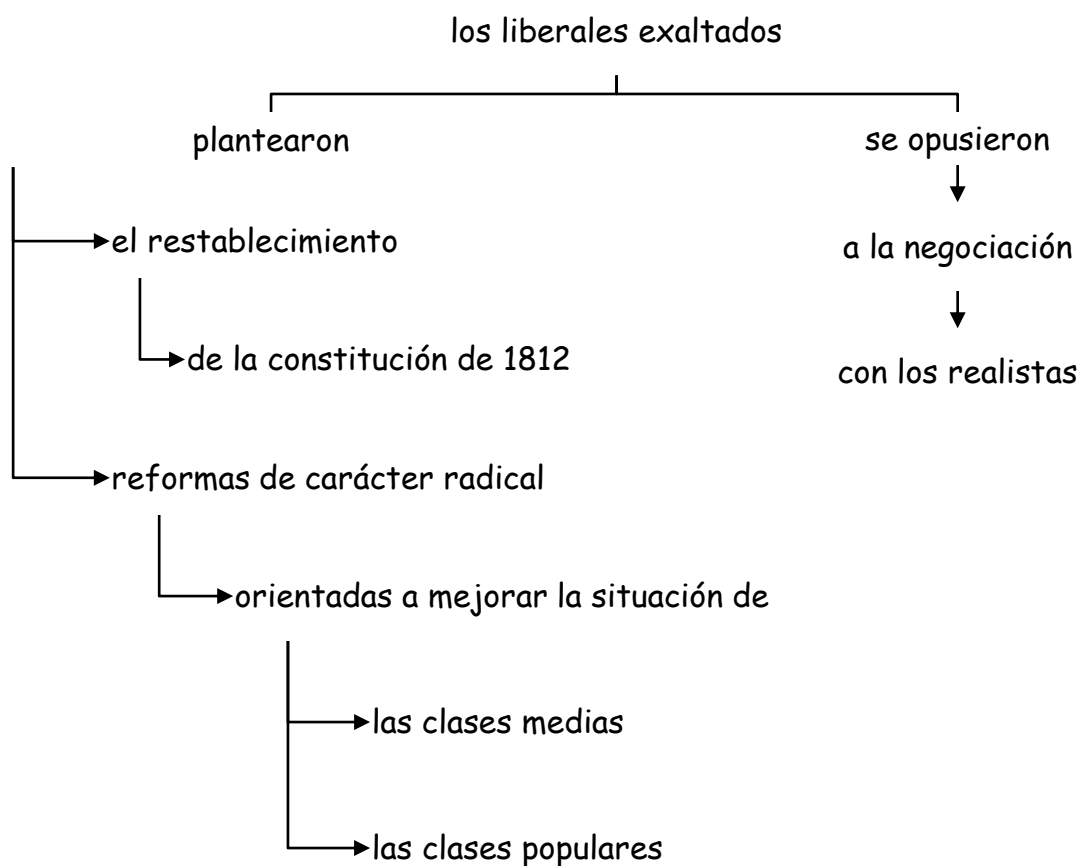 los liberales exaltados
plantearon
se opusieron
el restablecimiento
a la negociación
de la constitución de 1812
con los realistas
reformas de carácter radical
orientadas a mejorar la situación de
las clases medias
las clases populares